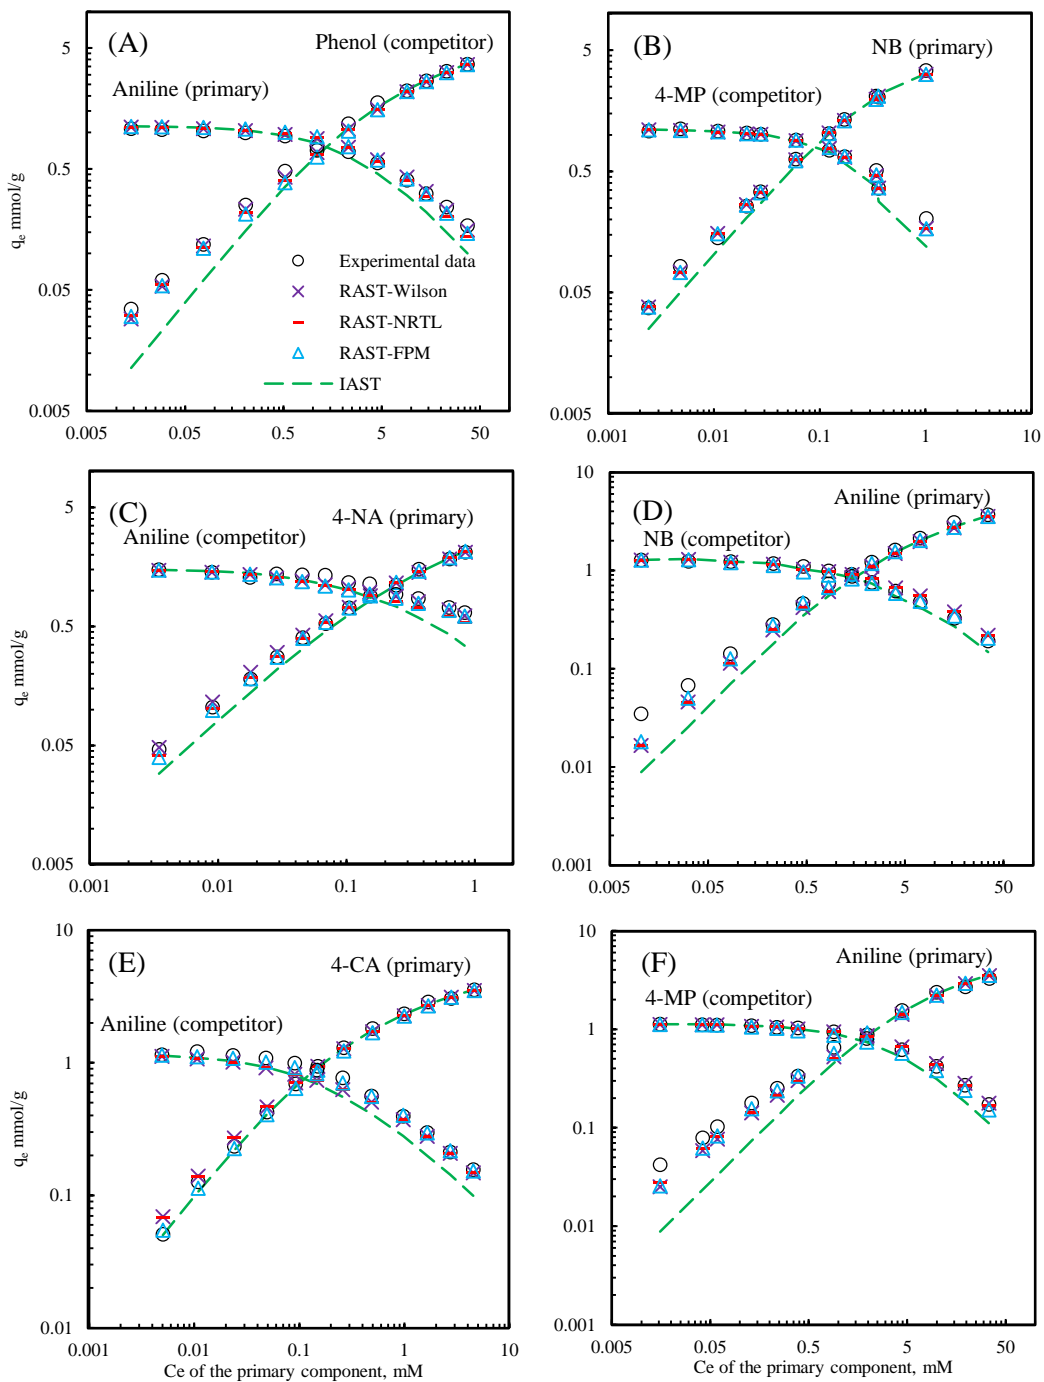 (A)
Phenol (competitor)
Aniline (primary)
5
0.5
0.05
0.005
qe mmol/g
Experimental data
RAST-Wilson
RAST-NRTL
RAST-FPM
IAST
0.005
0.05
0.5
5
50
(B)
NB (primary)
4-MP (competitor)
5
0.5
0.05
0.005
0.001
0.01
0.1
1
10
(C)
4-NA (primary)
Aniline (competitor)
5
0.5
0.05
0.005
qe mmol/g
0.001
0.01
0.1
1
(D)
Aniline (primary)
NB (competitor)
10
1
0.1
0.01
0.001
0.005
0.05
0.5
5
50
(E)
4-CA (primary)
Aniline (competitor)
10
1
0.1
0.01
qe mmol/g
0.001
0.01
0.1
1
10
Ce of the primary component, mM
(F)
Aniline (primary)
4-MP (competitor)
10
1
0.1
0.01
0.001
0.005
0.05
0.5
5
50
Ce of the primary component, mM